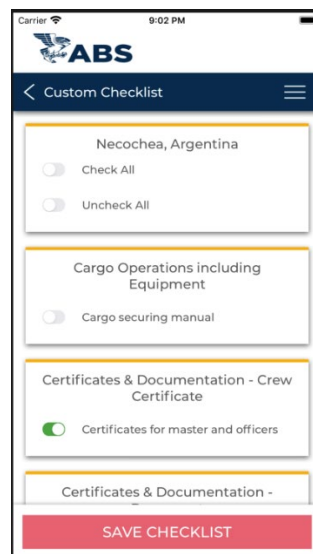 Carrier 9:02 PM
ABS
Custom Checklist
Necochea, Argentina
Check All
Uncheck All
Cargo Operations including
Equipment
Cargo securing manual
Certificates & Documentation - Crew
Certificate
Certificates for master and officers
Certificates & Documentation -
SAVE CHECKLIST